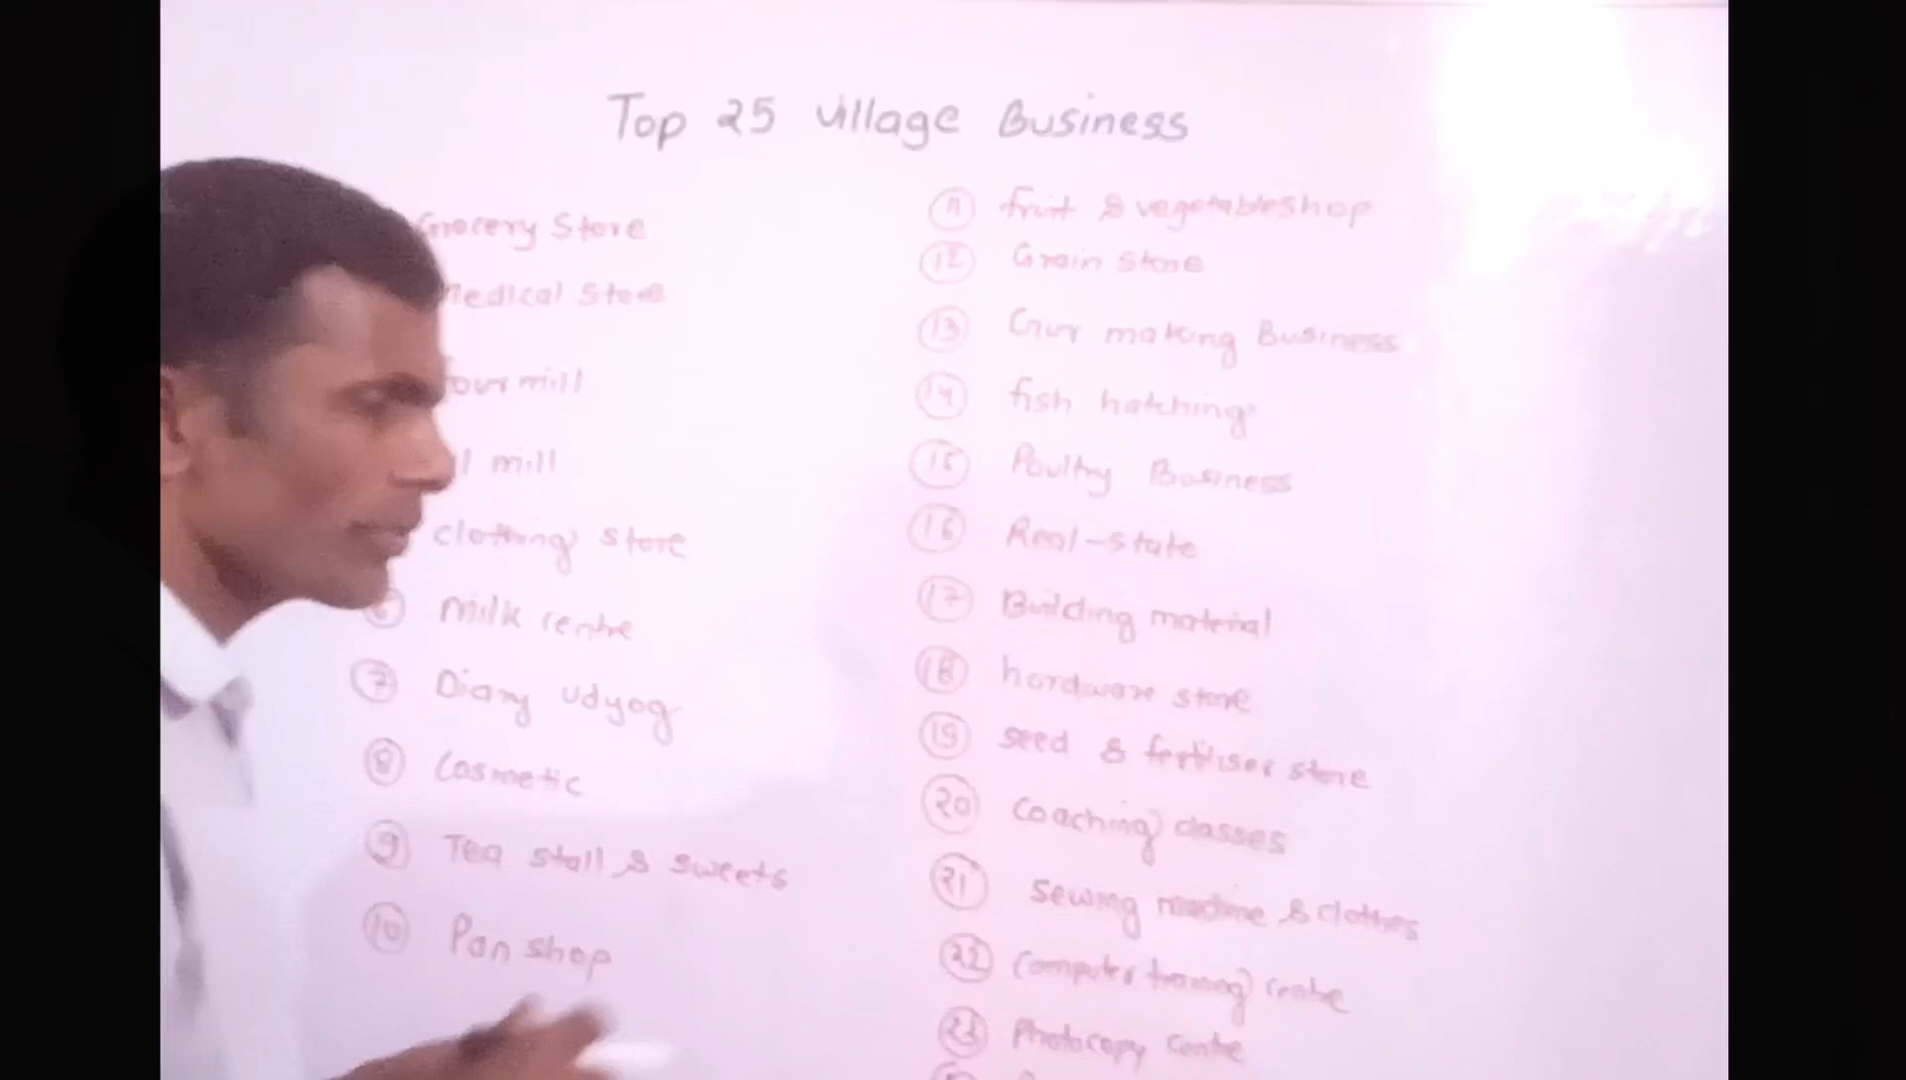 Top 25 village Business
Grocery Store
medical Store
mill
mill
clothing store
milk centre
7 Diary udyog
8 Cosmetic
9 Tea stall & sweets
10 Pan shop
11 fruit & vegetableshop
12 Grain store
13 Gur making Business
14 fish hatching
15 Poultry Business
16 Real-state
17 Building material
18 hardware store
19 seed & fertiliser store
20 coaching classes
21 sewing machine & clothes
22 Computer training centre
23 Photocopy centre